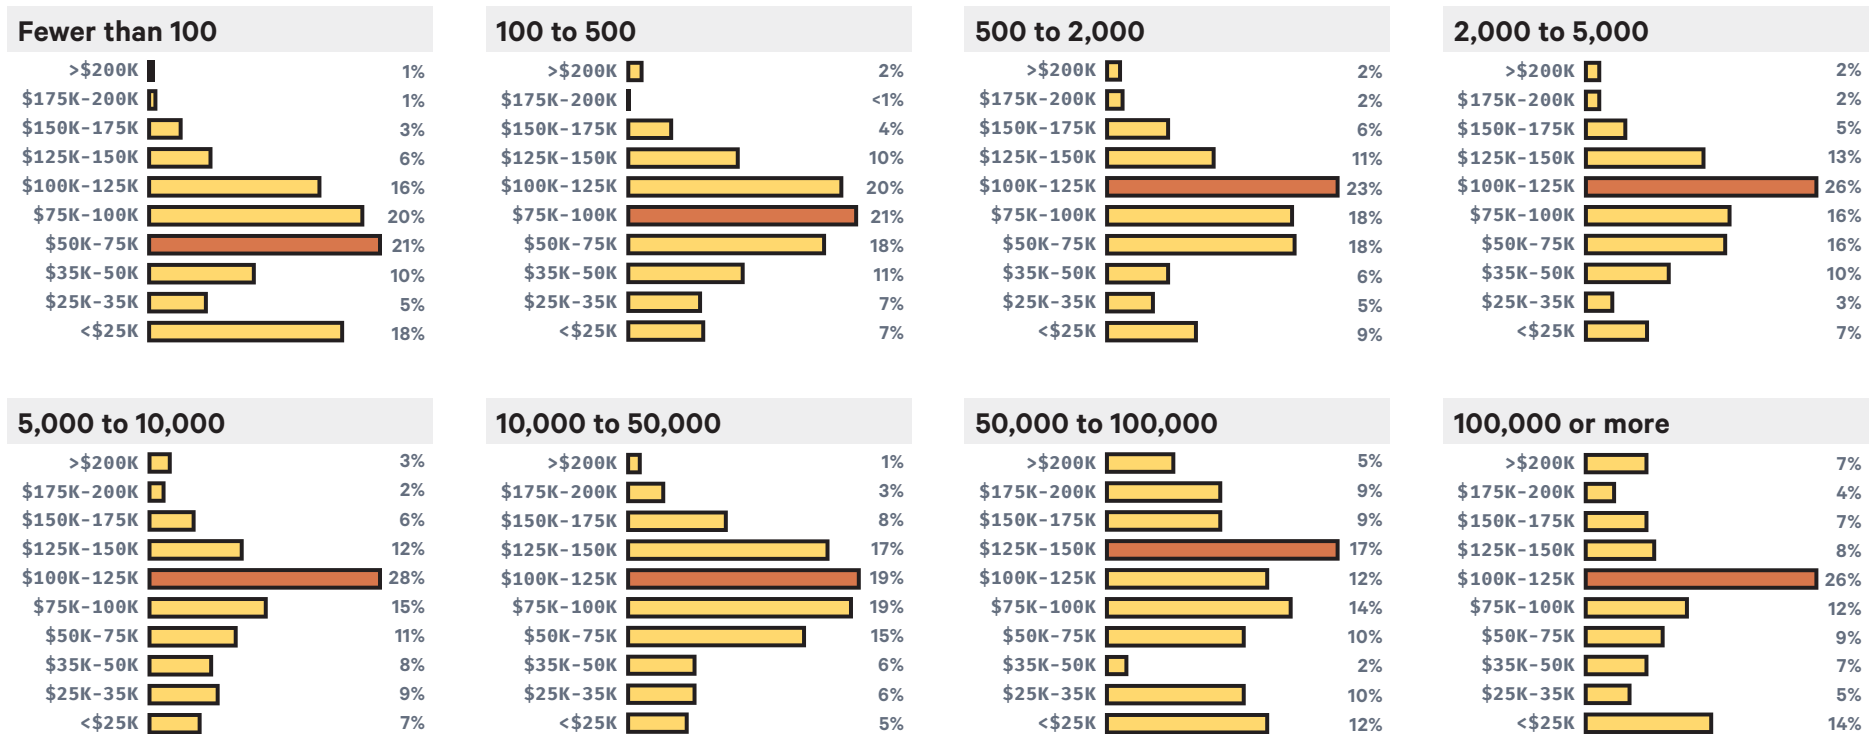 Fewer than 100
>$200K 1%
$175K-200K 1%
$150K-175K 3%
$125K-150K 6%
$100K-125K 16%
$75K-100K 20%
$50K-75K 21%
$35K-50K 10%
$25K-35K 5%
<$25K 18%
100 to 500
>$200K 2%
$175K-200K <1%
$150K-175K 4%
$125K-150K 10%
$100K-125K 20%
$75K-100K 21%
$50K-75K 18%
$35K-50K 11%
$25K-35K 7%
<$25K 7%
500 to 2,000
>$200K 2%
$175K-200K 2%
$150K-175K 6%
$125K-150K 11%
$100K-125K 23%
$75K-100K 18%
$50K-75K 18%
$35K-50K 6%
$25K-35K 5%
<$25K 9%
2,000 to 5,000
>$200K 2%
$175K-200K 2%
$150K-175K 5%
$125K-150K 13%
$100K-125K 26%
$75K-100K 16%
$50K-75K 16%
$35K-50K 10%
$25K-35K 3%
<$25K 7%
5,000 to 10,000
>$200K 3%
$175K-200K 2%
$150K-175K 6%
$125K-150K 12%
$100K-125K 28%
$75K-100K 15%
$50K-75K 11%
$35K-50K 8%
$25K-35K 9%
<$25K 7%
10,000 to 50,000
>$200K 1%
$175K-200K 3%
$150K-175K 8%
$125K-150K 17%
$100K-125K 19%
$75K-100K 19%
$50K-75K 15%
$35K-50K 6%
$25K-35K 6%
<$25K 5%
50,000 to 100,000
>$200K 5%
$175K-200K 9%
$150K-175K 9%
$125K-150K 17%
$100K-125K 12%
$75K-100K 14%
$50K-75K 10%
$35K-50K 2%
$25K-35K 10%
<$25K 12%
100,000 or more
>$200K 7%
$175K-200K 4%
$150K-175K 7%
$125K-150K 8%
$100K-125K 26%
$75K-100K 12%
$50K-75K 9%
$35K-50K 7%
$25K-35K 5%
<$25K 14%